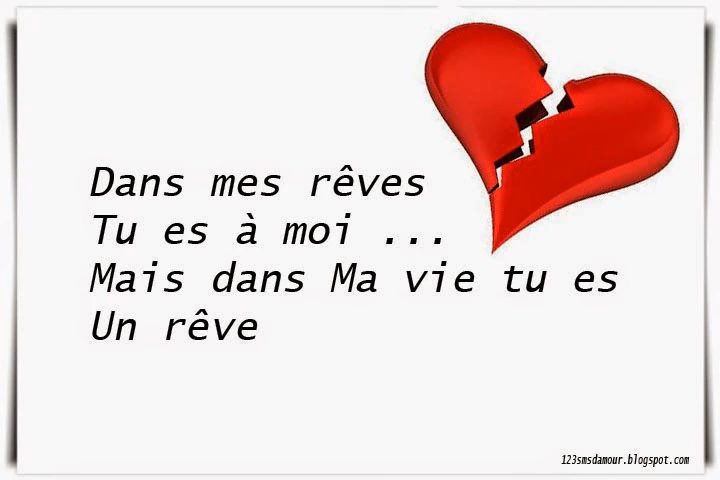 Dans mes rêves
Tu es à moi ...
Mais dans Ma vie tu es
Un rêve
123smsdamour.blogspot.com